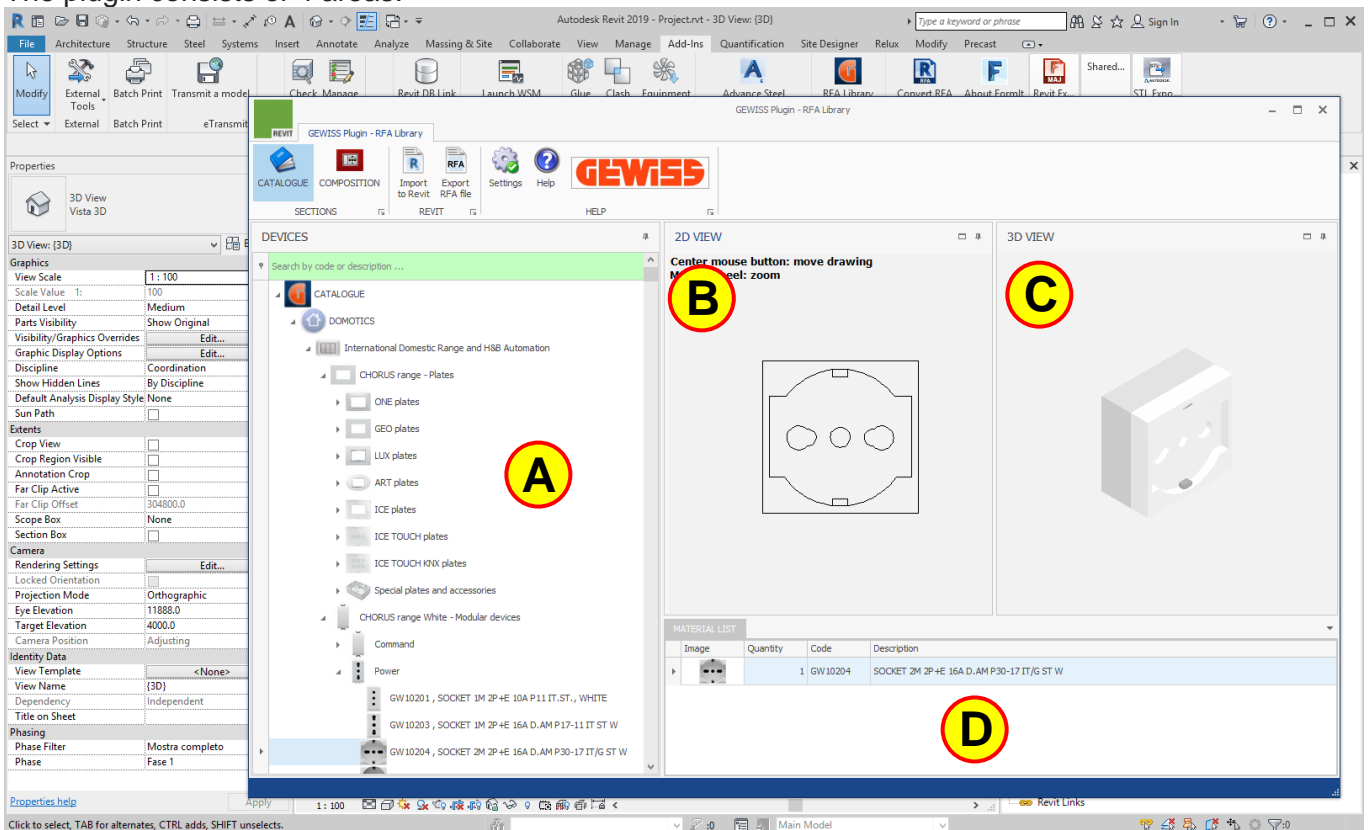 The plugin consists of 4 areas:
Autodesk Revit 2019 - Project.rvt - 3D View: {3D}
Type a keyword or phrase
Sign In
File Architecture Structure Steel Systems Insert Annotate Analyze Massing & Site Collaborate View Manage Add-Ins Quantification Site Designer Relux Modify Precast
Modify
External Tools
Batch Print
Transmit a model
Check Manage
Revit DB Link
Launch WSM
Glue
Clash
Equipment
Advance Steel
RFA Library
Convert RFA
About FormIt
Revit Ex...
Shared...
STL Expo...
Select
External
Batch Print
eTransmit
GEWISS Plugin - RFA Library
REVIT
GEWISS Plugin - RFA Library
CATALOGUE
COMPOSITION
Import to Revit
Export RFA file
Settings
Help
GEWiSS
SECTIONS
REVIT
HELP
Properties
3D View
Vista 3D
3D View: {3D}
Graphics
View Scale 1 : 100
Scale Value 1: 100
Detail Level Medium
Parts Visibility Show Original
Visibility/Graphics Overrides Edit...
Graphic Display Options Edit...
Discipline Coordination
Show Hidden Lines By Discipline
Default Analysis Display Style None
Sun Path
Extents
Crop View
Crop Region Visible
Annotation Crop
Far Clip Active
Far Clip Offset 304800.0
Scope Box None
Section Box
Camera
Rendering Settings Edit...
Locked Orientation
Projection Mode Orthographic
Eye Elevation 11888.0
Target Elevation 4000.0
Camera Position Adjusting
Identity Data
View Template <None>
View Name {3D}
Dependency Independent
Title on Sheet
Phasing
Phase Filter Mostra completo
Phase Fase 1
Properties help
Apply
DEVICES
Search by code or description ...
CATALOGUE
DOMOTICS
International Domestic Range and H&B Automation
CHORUS range - Plates
ONE plates
GEO plates
LUX plates
ART plates
ICE plates
ICE TOUCH plates
ICE TOUCH KNX plates
Special plates and accessories
CHORUS range White - Modular devices
Command
Power
GW10201 , SOCKET 1M 2P+E 10A P11 IT.ST., WHITE
GW10203 , SOCKET 1M 2P+E 16A D.AM P17-11 IT ST W
GW10204 , SOCKET 2M 2P+E 16A D.AM P30-17 IT/G ST W
A
2D VIEW
Center mouse button: move drawing
eel: zoom
B
3D VIEW
C
MATERIAL LIST
Image Quantity Code Description
1 GW10204 SOCKET 2M 2P+E 16A D.AM P30-17 IT/G ST W
D
1 : 100
Revit Links
Click to select, TAB for alternates, CTRL adds, SHIFT unselects.
:0
Main Model
:0